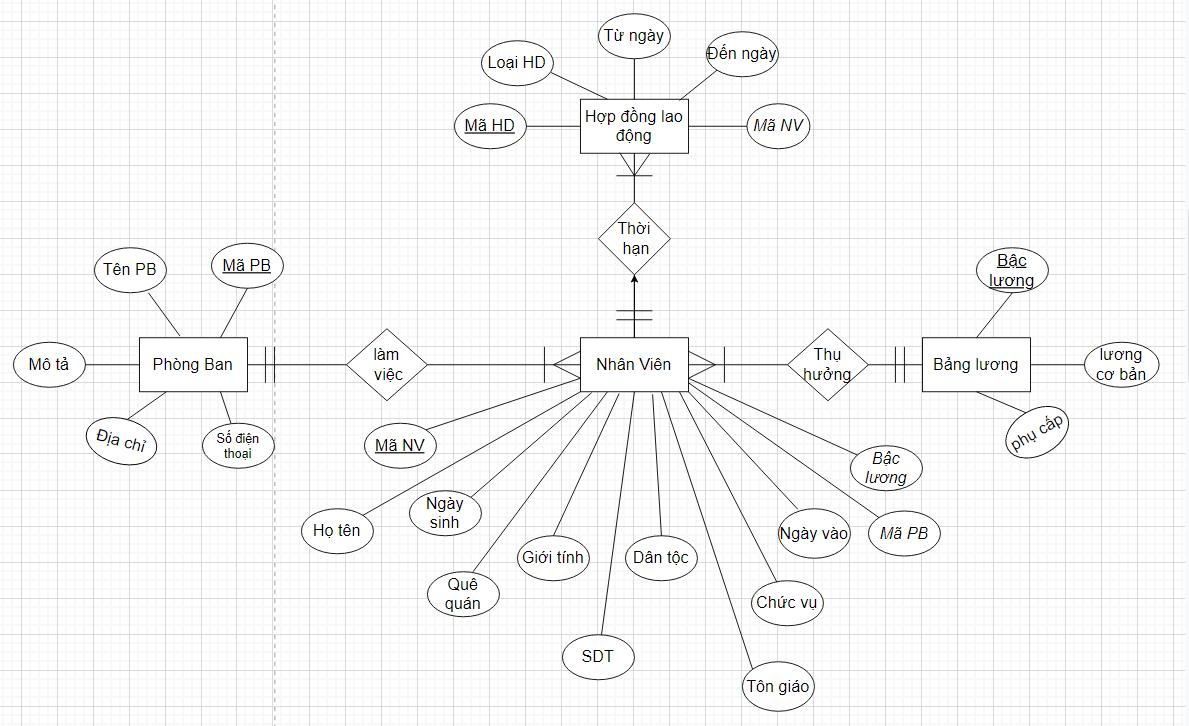 Từ ngày
Đến ngày
Loại HD
Hợp đồng lao
động
Mã HD
Mã NV
Thời
hạn
Tên PB
Mã PB
Bậc
lương
Mô tả
Phòng Ban
làm
việc
Nhân Viên
Thụ
hưởng
Bảng lương
lương
cơ bản
Địa chỉ
Số điện
thoại
Mã NV
phụ cấp
Bậc
lương
Họ tên
Ngày
sinh
Giới tính
Dân tộc
Ngày vào
Mã PB
Quê
quán
Chức vụ
SDT
Tôn giáo